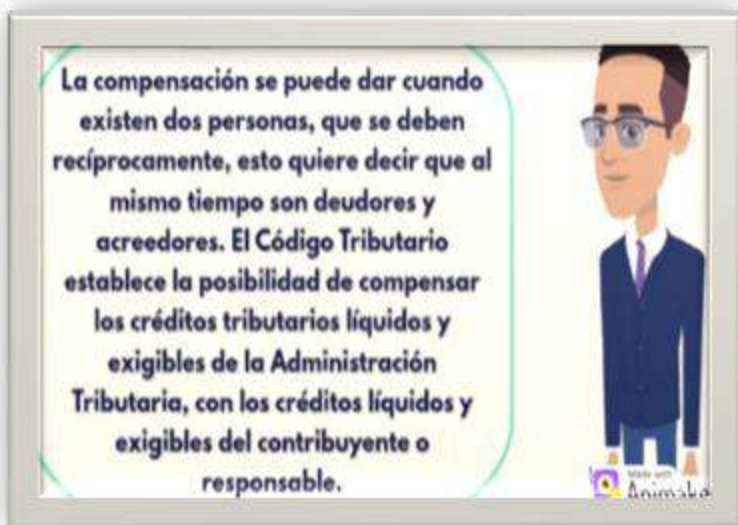 La compensación se puede dar cuando
existen dos personas, que se deben
recíprocamente, esto quiere decir que al
mismo tiempo son deudores y
acreedores. El Código Tributario
establece la posibilidad de compensar
los créditos tributarios líquidos y
exigibles de la Administración
Tributaria, con los créditos líquidos y
exigibles del contribuyente o
responsable.
Made with
Animake